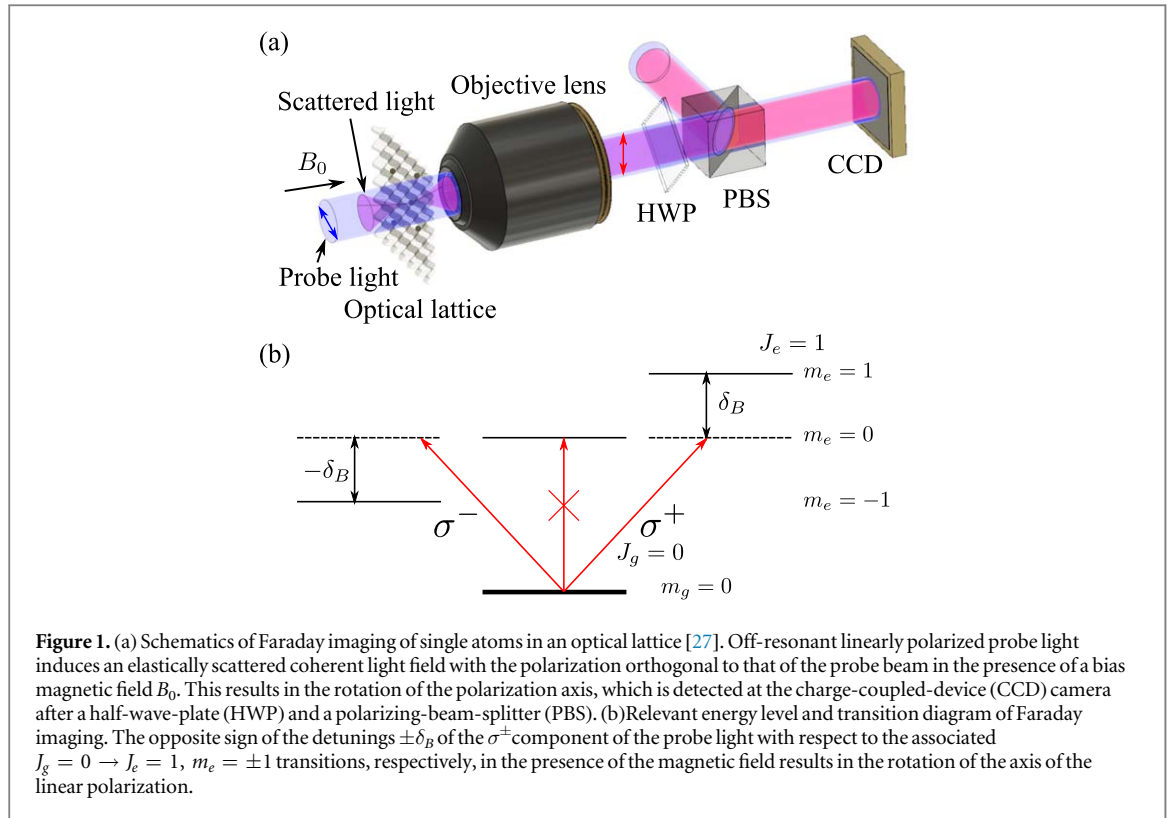 (a)
Objective lens
Scattered light
B₀
CCD
HWP
PBS
Probe light
Optical lattice
(b)
Jₑ = 1
mₑ = 1
δ_B
mₑ = 0
−δ_B
mₑ = −1
σ⁻
σ⁺
J_g = 0
m_g = 0
Figure 1. (a) Schematics of Faraday imaging of single atoms in an optical lattice [27]. Off-resonant linearly polarized probe light
induces an elastically scattered coherent light field with the polarization orthogonal to that of the probe beam in the presence of a bias
magnetic field B₀. This results in the rotation of the polarization axis, which is detected at the charge-coupled-device (CCD) camera
after a half-wave-plate (HWP) and a polarizing-beam-splitter (PBS). (b)Relevant energy level and transition diagram of Faraday
imaging. The opposite sign of the detunings ±δ_B of the σ^± component of the probe light with respect to the associated
J_g = 0 → Jₑ = 1, mₑ = ±1 transitions, respectively, in the presence of the magnetic field results in the rotation of the axis of the
linear polarization.